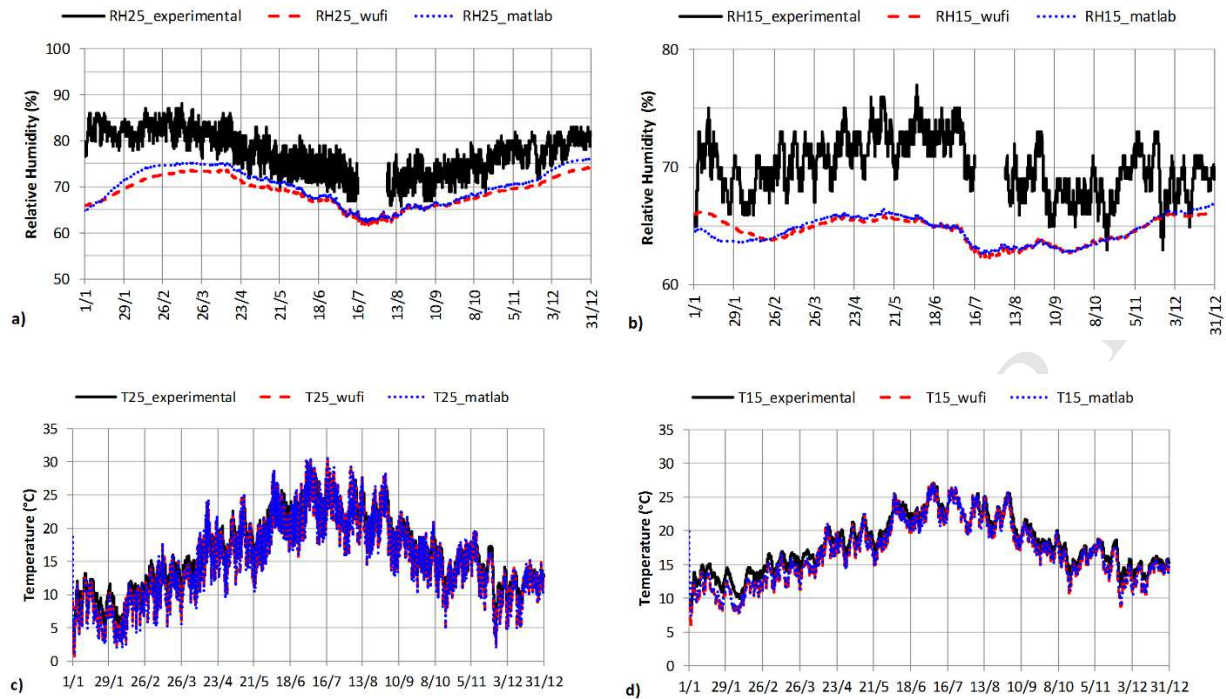 RH25_experimental RH25_wufi RH25_matlab
Relative Humidity (%)
100
90
80
70
60
50
1/1 29/1 26/2 26/3 23/4 21/5 18/6 16/7 13/8 10/9 8/10 5/11 3/12 31/12
a)
RH15_experimental RH15_wufi RH15_matlab
Relative Humidity (%)
80
70
60
1/1 29/1 26/2 26/3 23/4 21/5 18/6 16/7 13/8 10/9 8/10 5/11 3/12 31/12
b)
T25_experimental T25_wufi T25_matlab
Temperature (°C)
35
30
25
20
15
10
5
0
1/1 29/1 26/2 26/3 23/4 21/5 18/6 16/7 13/8 10/9 8/10 5/11 3/12 31/12
c)
T15_experimental T15_wufi T15_matlab
Temperature (°C)
35
30
25
20
15
10
5
0
1/1 29/1 26/2 26/3 23/4 21/5 18/6 16/7 13/8 10/9 8/10 5/11 3/12 31/12
d)